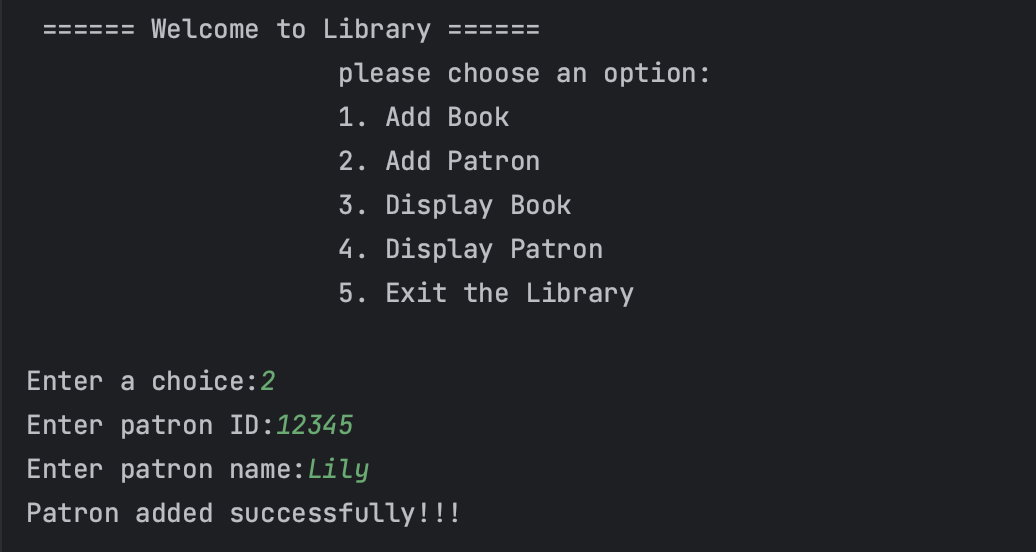 ====== Welcome to Library ======
please choose an option:
1. Add Book
2. Add Patron
3. Display Book
4. Display Patron
5. Exit the Library
Enter a choice:2
Enter patron ID:12345
Enter patron name:Lily
Patron added successfully!!!